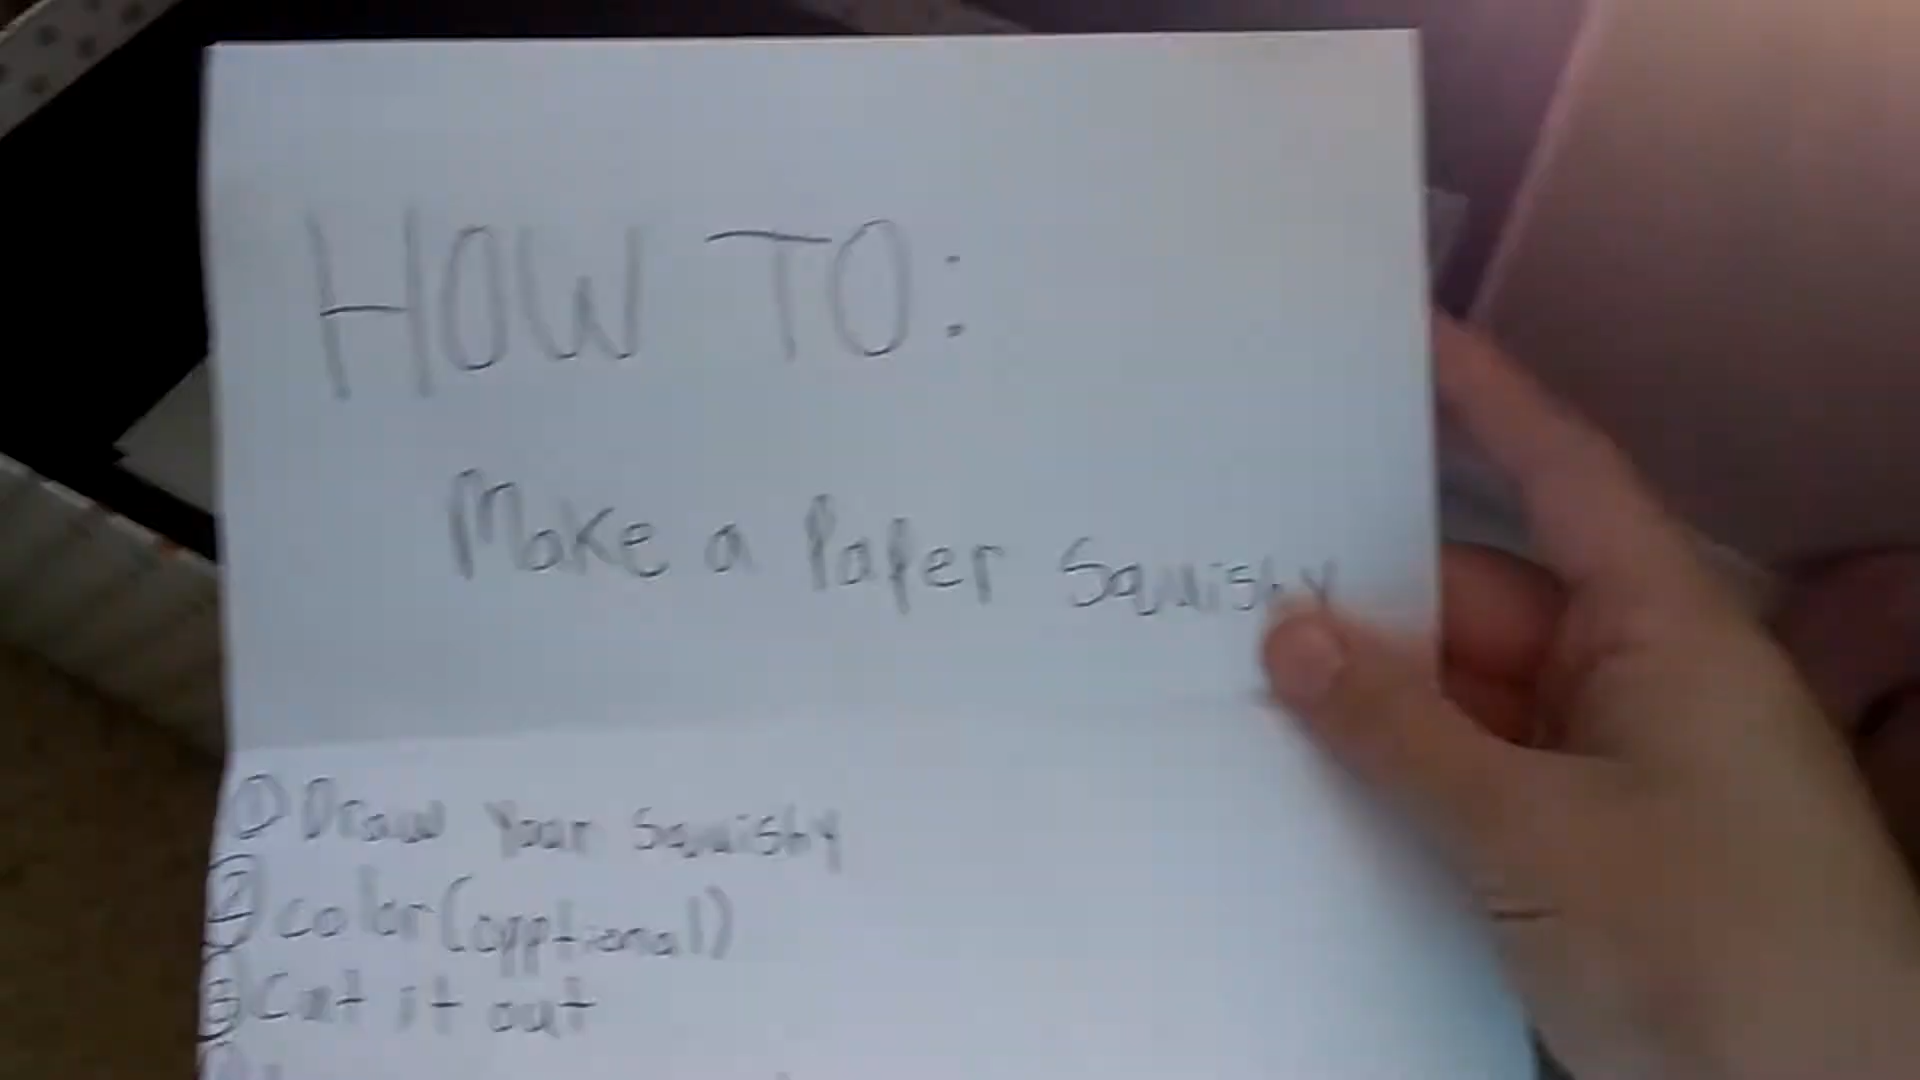 HOW TO:
Make a Paper Squishy
① Draw Your Squishy
② color (opptional)
③ Cut it out